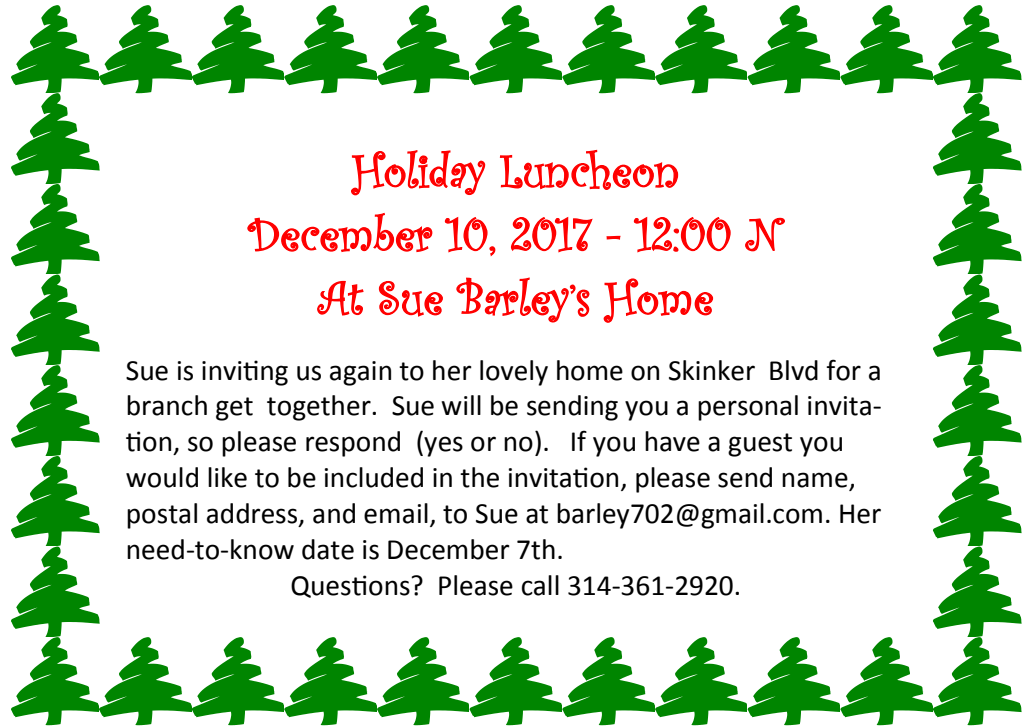 Holiday Luncheon
December 10, 2017 - 12:00 N
At Sue Barley's Home
Sue is inviting us again to her lovely home on Skinker  Blvd for a
branch get  together.  Sue will be sending you a personal invita-
tion, so please respond  (yes or no).   If you have a guest you
would like to be included in the invitation, please send name,
postal address, and email, to Sue at barley702@gmail.com. Her
need-to-know date is December 7th.
Questions?  Please call 314-361-2920.